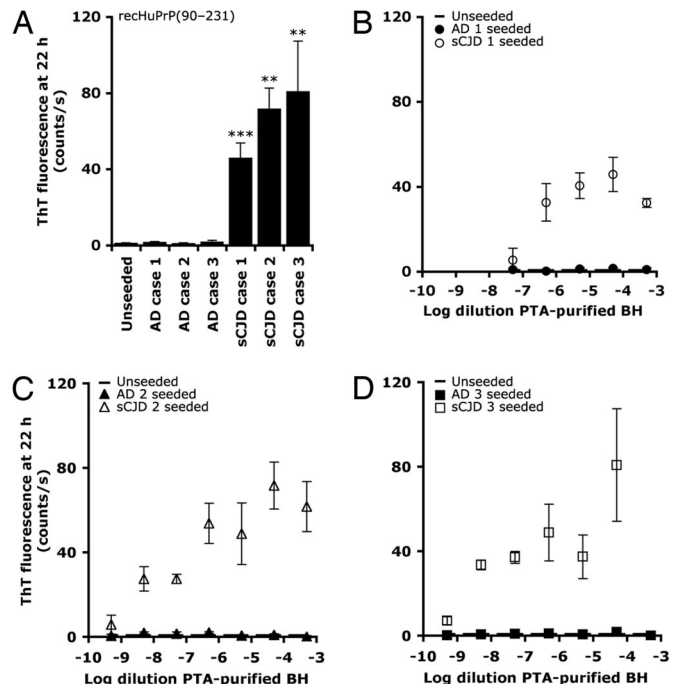 A
recHuPrP(90–231)
ThT fluorescence at 22 h
(counts/s)
120
80
40
0
***
**
**
Unseeded
AD case 1
AD case 2
AD case 3
sCJD case 1
sCJD case 2
sCJD case 3
B
Unseeded
AD 1 seeded
sCJD 1 seeded
120
80
40
0
-10 -9 -8 -7 -6 -5 -4 -3
Log dilution PTA-purified BH
C
Unseeded
AD 2 seeded
sCJD 2 seeded
ThT fluorescence at 22 h
(counts/s)
120
80
40
0
-10 -9 -8 -7 -6 -5 -4 -3
Log dilution PTA-purified BH
D
Unseeded
AD 3 seeded
sCJD 3 seeded
120
80
40
0
-10 -9 -8 -7 -6 -5 -4 -3
Log dilution PTA-purified BH